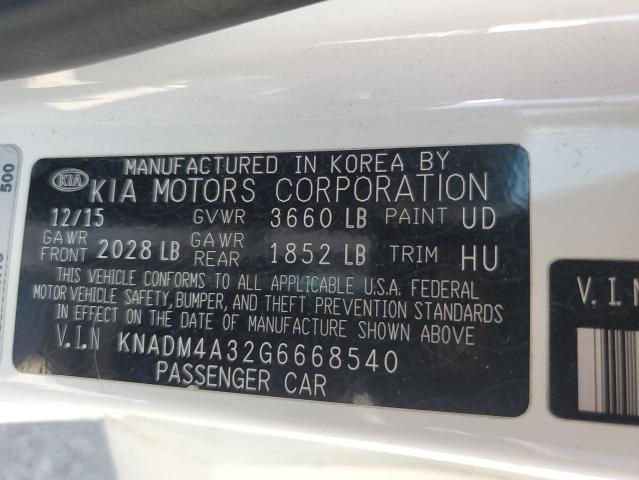 500
MANUFACTURED IN KOREA BY
KIA KIA MOTORS CORPORATION
12/15 GVWR 3660 LB PAINT UD
GAWR FRONT 2028 LB GAWR REAR 1852 LB TRIM HU
THIS VEHICLE CONFORMS TO ALL APPLICABLE U.S.A. FEDERAL
MOTOR VEHICLE SAFETY, BUMPER, AND THEFT PREVENTION STANDARDS
IN EFFECT ON THE DATE OF MANUFACTURE SHOWN ABOVE
V.I.N KNADM4A32G6668540
PASSENGER CAR
V.I.N